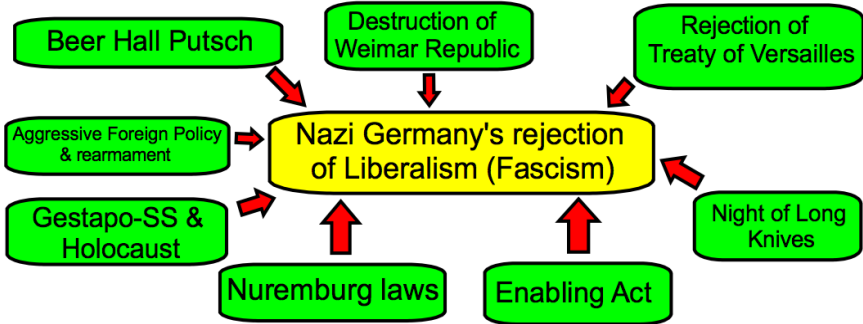 Beer Hall Putsch
Destruction of
Weimar Republic
Rejection of
Treaty of Versailles
Aggressive Foreign Policy
& rearmament
Nazi Germany's rejection
of Liberalism (Fascism)
Gestapo-SS &
Holocaust
Night of Long
Knives
Nuremburg laws
Enabling Act